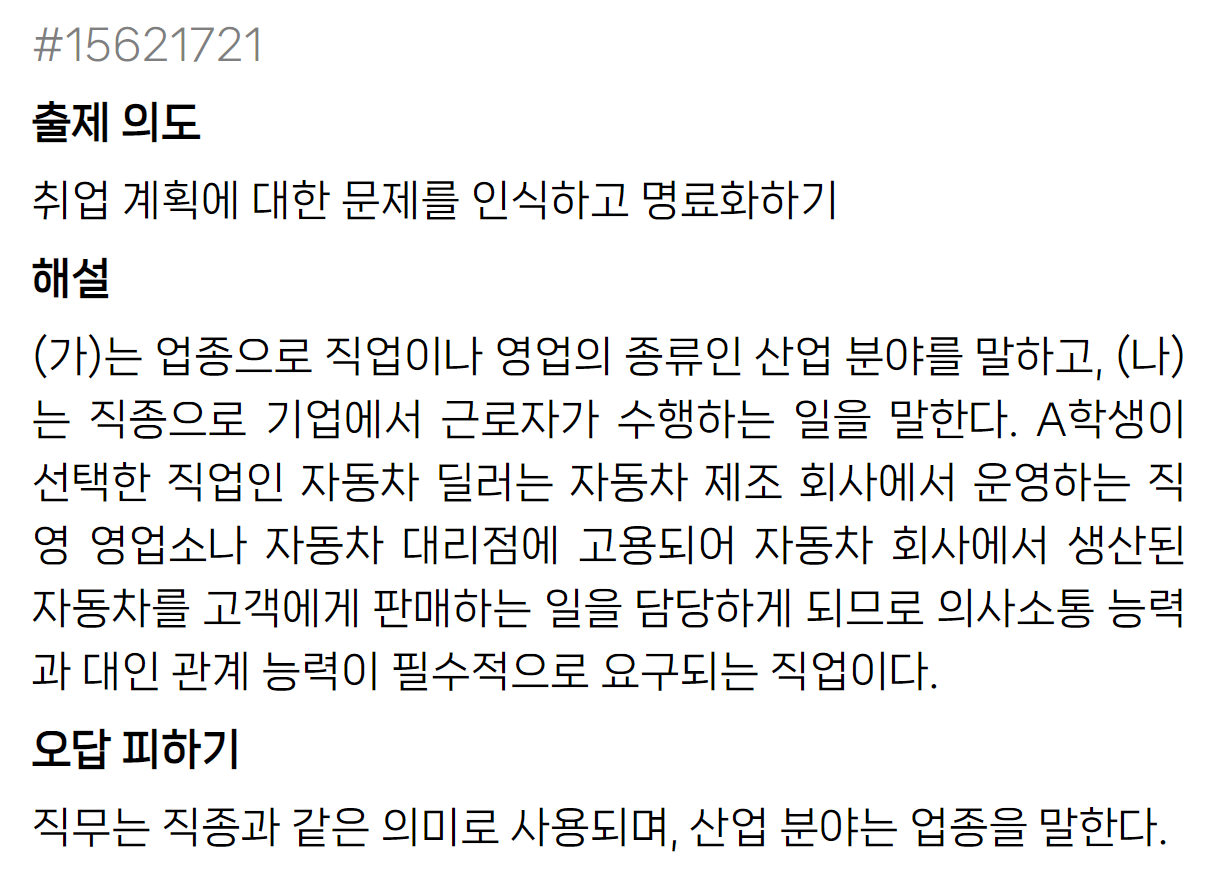 #15621721
출제 의도
취업 계획에 대한 문제를 인식하고 명료화하기
해설
(가)는 업종으로 직업이나 영업의 종류인 산업 분야를 말하고, (나)
는 직종으로 기업에서 근로자가 수행하는 일을 말한다. A학생이
선택한 직업인 자동차 딜러는 자동차 제조 회사에서 운영하는 직
영 영업소나 자동차 대리점에 고용되어 자동차 회사에서 생산된
자동차를 고객에게 판매하는 일을 담당하게 되므로 의사소통 능력
과 대인 관계 능력이 필수적으로 요구되는 직업이다.
오답 피하기
직무는 직종과 같은 의미로 사용되며, 산업 분야는 업종을 말한다.